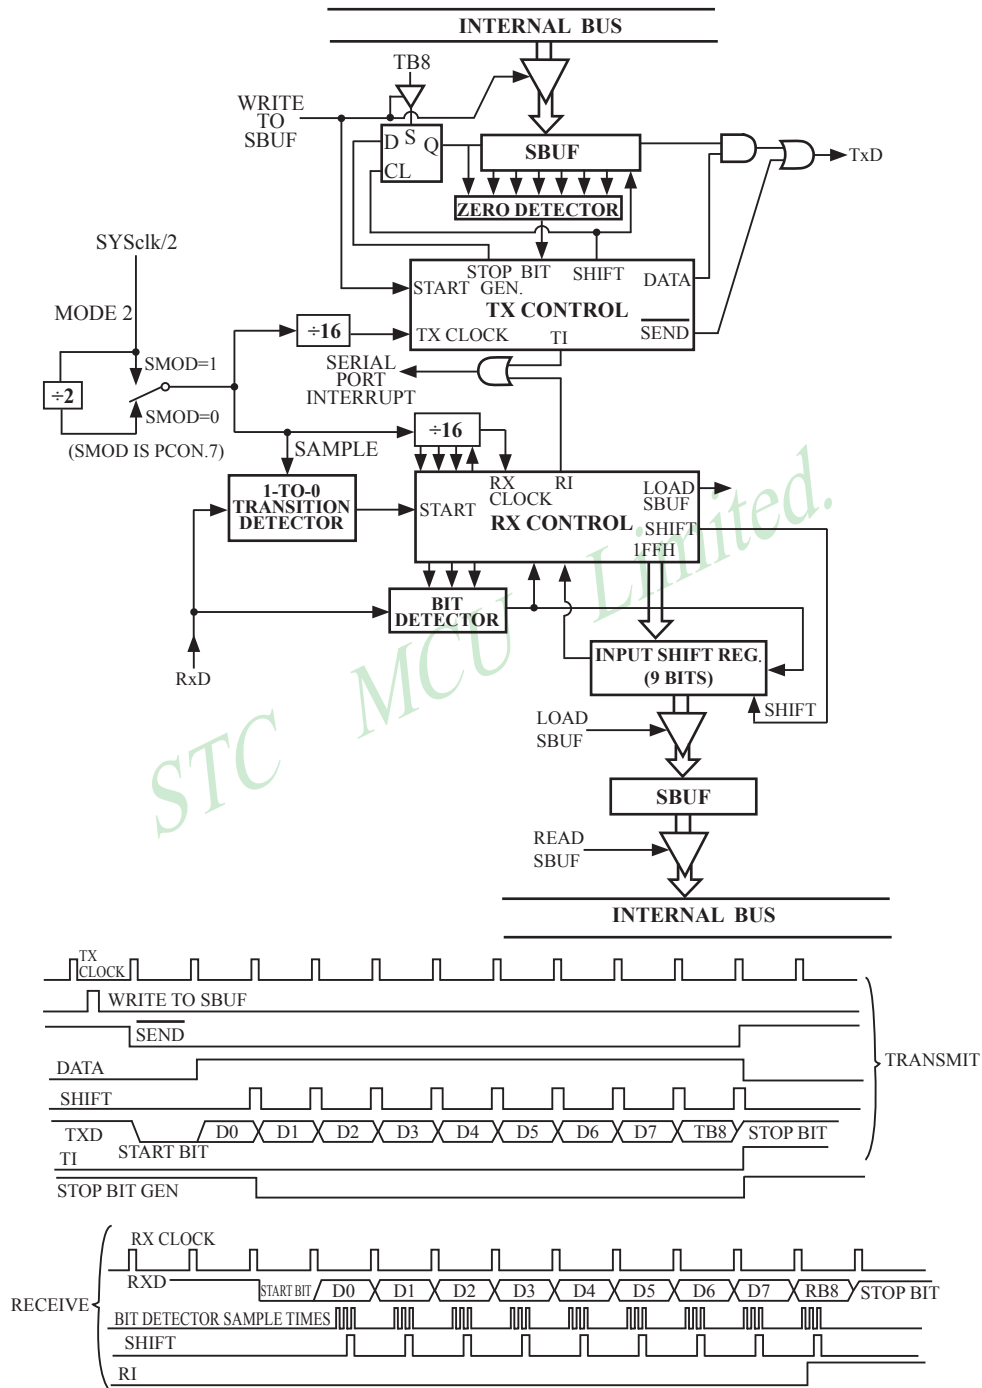 INTERNAL BUS
TB8
WRITE
TO
SBUF
D S Q
CL
SBUF
TxD
ZERO DETECTOR
SYSclk/2
STOP BIT
GEN.
SHIFT
START
DATA
TX CONTROL
MODE 2
÷16
TX CLOCK
TI
SEND
SERIAL
PORT
INTERRUPT
SMOD=1
÷2
SMOD=0
(SMOD IS PCON.7)
SAMPLE
÷16
1-TO-0
TRANSITION
DETECTOR
START
RX
CLOCK
RI
LOAD
SBUF
RX CONTROL
SHIFT
1FFH
BIT
DETECTOR
RxD
INPUT SHIFT REG.
(9 BITS)
SHIFT
LOAD
SBUF
SBUF
READ
SBUF
INTERNAL BUS
STC MCU Limited.
TX
CLOCK
WRITE TO SBUF
SEND
DATA
TRANSMIT
SHIFT
TXD START BIT D0 D1 D2 D3 D4 D5 D6 D7 TB8 STOP BIT
TI
STOP BIT GEN
RX CLOCK
RXD START BIT D0 D1 D2 D3 D4 D5 D6 D7 RB8 STOP BIT
RECEIVE
BIT DETECTOR SAMPLE TIMES
SHIFT
RI